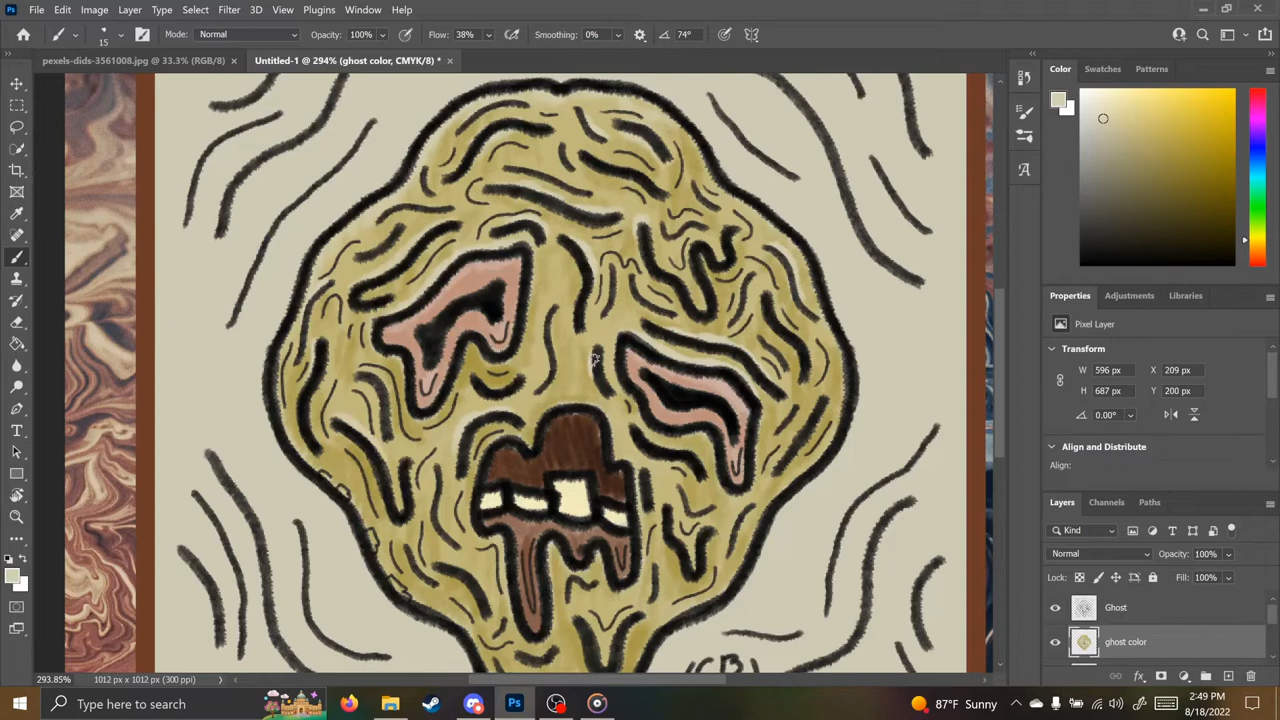 Ps File Edit Image Layer Type Select Filter 3D View Plugins Window Help
15 Mode: Normal Opacity: 100% Flow: 38% Smoothing: 0% 74°
pexels-dids-3561008.jpg @ 33.3% (RGB/8) × Untitled-1 @ 294% (ghost color, CMYK/8) * ×
Color Swatches Patterns
Properties Adjustments Libraries
Pixel Layer
Transform
W 596 px X 209 px
H 687 px Y 200 px
0.00°
Align and Distribute
Align:
Layers Channels Paths
Kind
Normal Opacity: 100%
Lock: Fill: 100%
Ghost
ghost color
(CB)
293.85% 1012 px x 1012 px (300 ppi)
Type here to search Ps 87°F Sunny 2:49 PM
8/18/2022